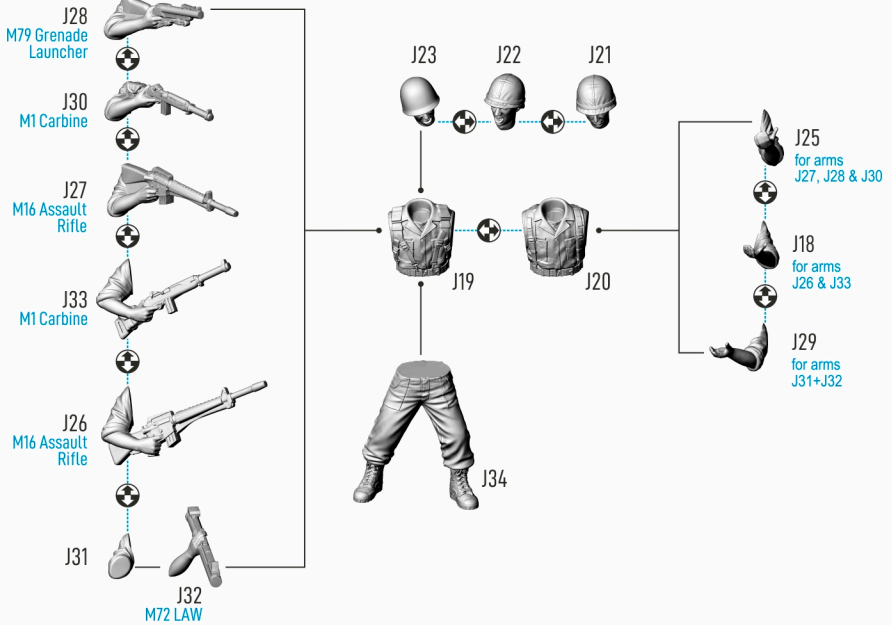 J28
M79 Grenade
Launcher
J30
M1 Carbine
J27
M16 Assault
Rifle
J33
M1 Carbine
J26
M16 Assault
Rifle
J31
J32
M72 LAW
J23
J22
J21
J19
J20
J34
J25
for arms
J27, J28 & J30
J18
for arms
J26 & J33
J29
for arms
J31+J32